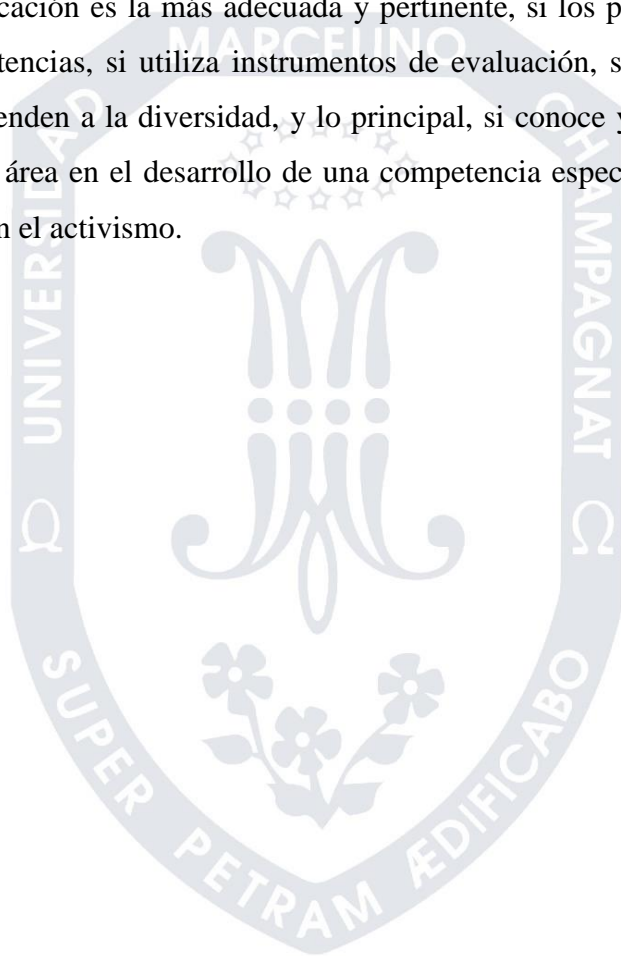 cación es la más adecuada y pertinente, si los p
tencias, si utiliza instrumentos de evaluación, s
enden a la diversidad, y lo principal, si conoce y
área en el desarrollo de una competencia espec
n el activismo.
UNIVERSIDAD
MARCELINO
CHAMPAGNAT
SUPER PETRAM ÆDIFICABO